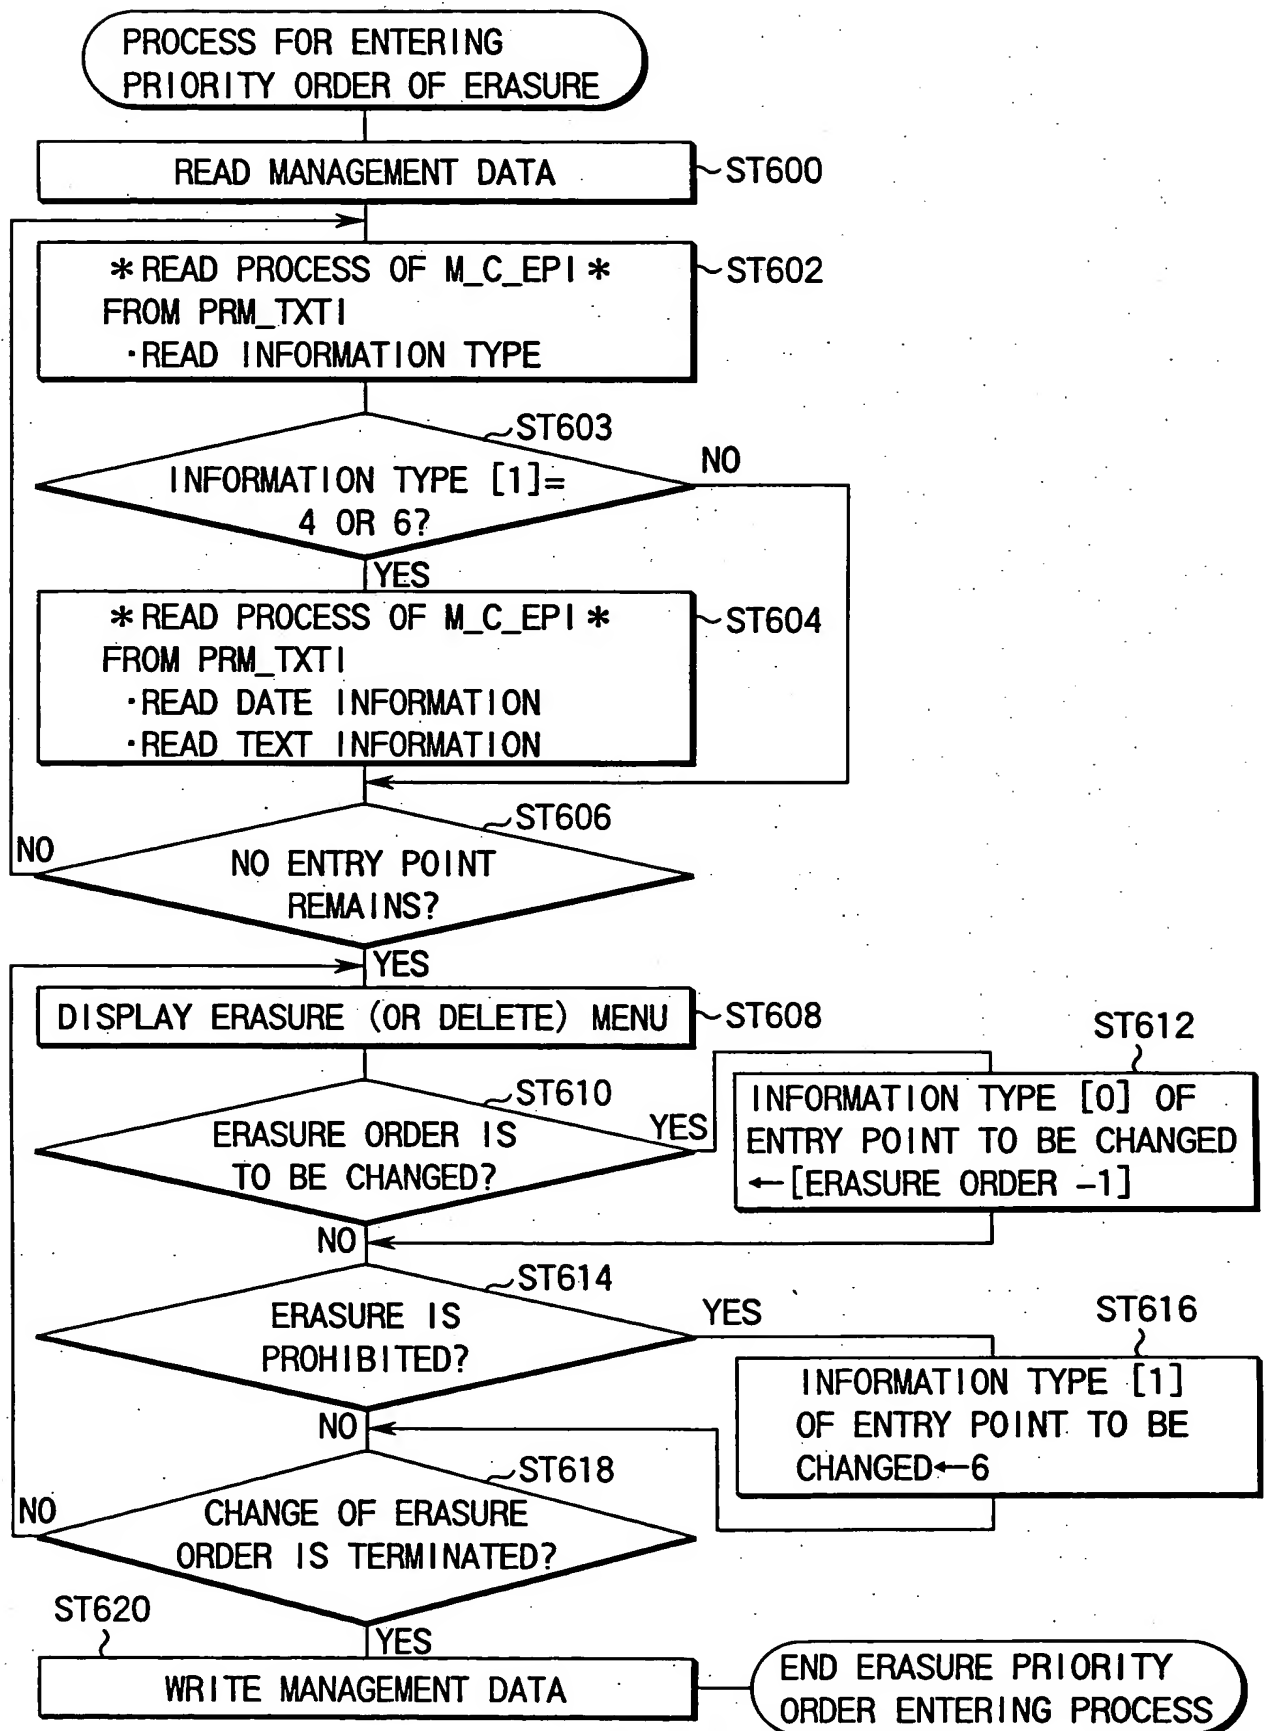 PROCESS FOR ENTERING
PRIORITY ORDER OF ERASURE
READ MANAGEMENT DATA
ST600
*READ PROCESS OF M_C_EPI*
FROM PRM_TXTI
·READ INFORMATION TYPE
ST602
ST603
INFORMATION TYPE [1]=
4 OR 6?
NO
YES
*READ PROCESS OF M_C_EPI*
FROM PRM_TXTI
·READ DATE INFORMATION
·READ TEXT INFORMATION
ST604
ST606
NO ENTRY POINT
REMAINS?
NO
YES
DISPLAY ERASURE (OR DELETE) MENU
ST608
ST610
ERASURE ORDER IS
TO BE CHANGED?
YES
ST612
INFORMATION TYPE [0] OF
ENTRY POINT TO BE CHANGED
←[ERASURE ORDER -1]
NO
ST614
ERASURE IS
PROHIBITED?
YES
ST616
INFORMATION TYPE [1]
OF ENTRY POINT TO BE
CHANGED←6
NO
ST618
CHANGE OF ERASURE
ORDER IS TERMINATED?
NO
YES
ST620
WRITE MANAGEMENT DATA
END ERASURE PRIORITY
ORDER ENTERING PROCESS